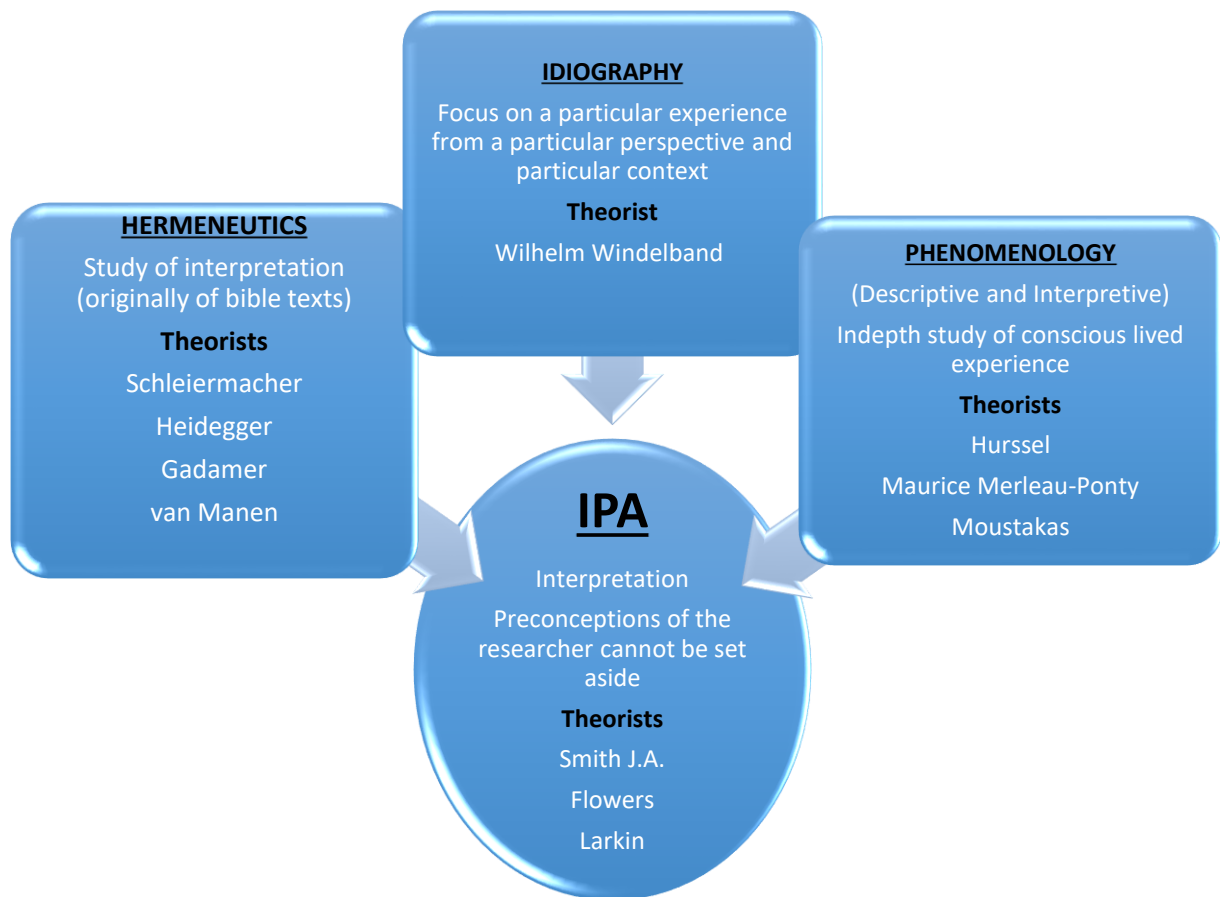 IDIOGRAPHY
Focus on a particular experience
from a particular perspective and
particular context
Theorist
Wilhelm Windelband
HERMENEUTICS
Study of interpretation
(originally of bible texts)
Theorists
Schleiermacher
Heidegger
Gadamer
van Manen
PHENOMENOLOGY
(Descriptive and Interpretive)
Indepth study of conscious lived
experience
Theorists
Hurssel
Maurice Merleau-Ponty
Moustakas
IPA
Interpretation
Preconceptions of the
researcher cannot be set
aside
Theorists
Smith J.A.
Flowers
Larkin